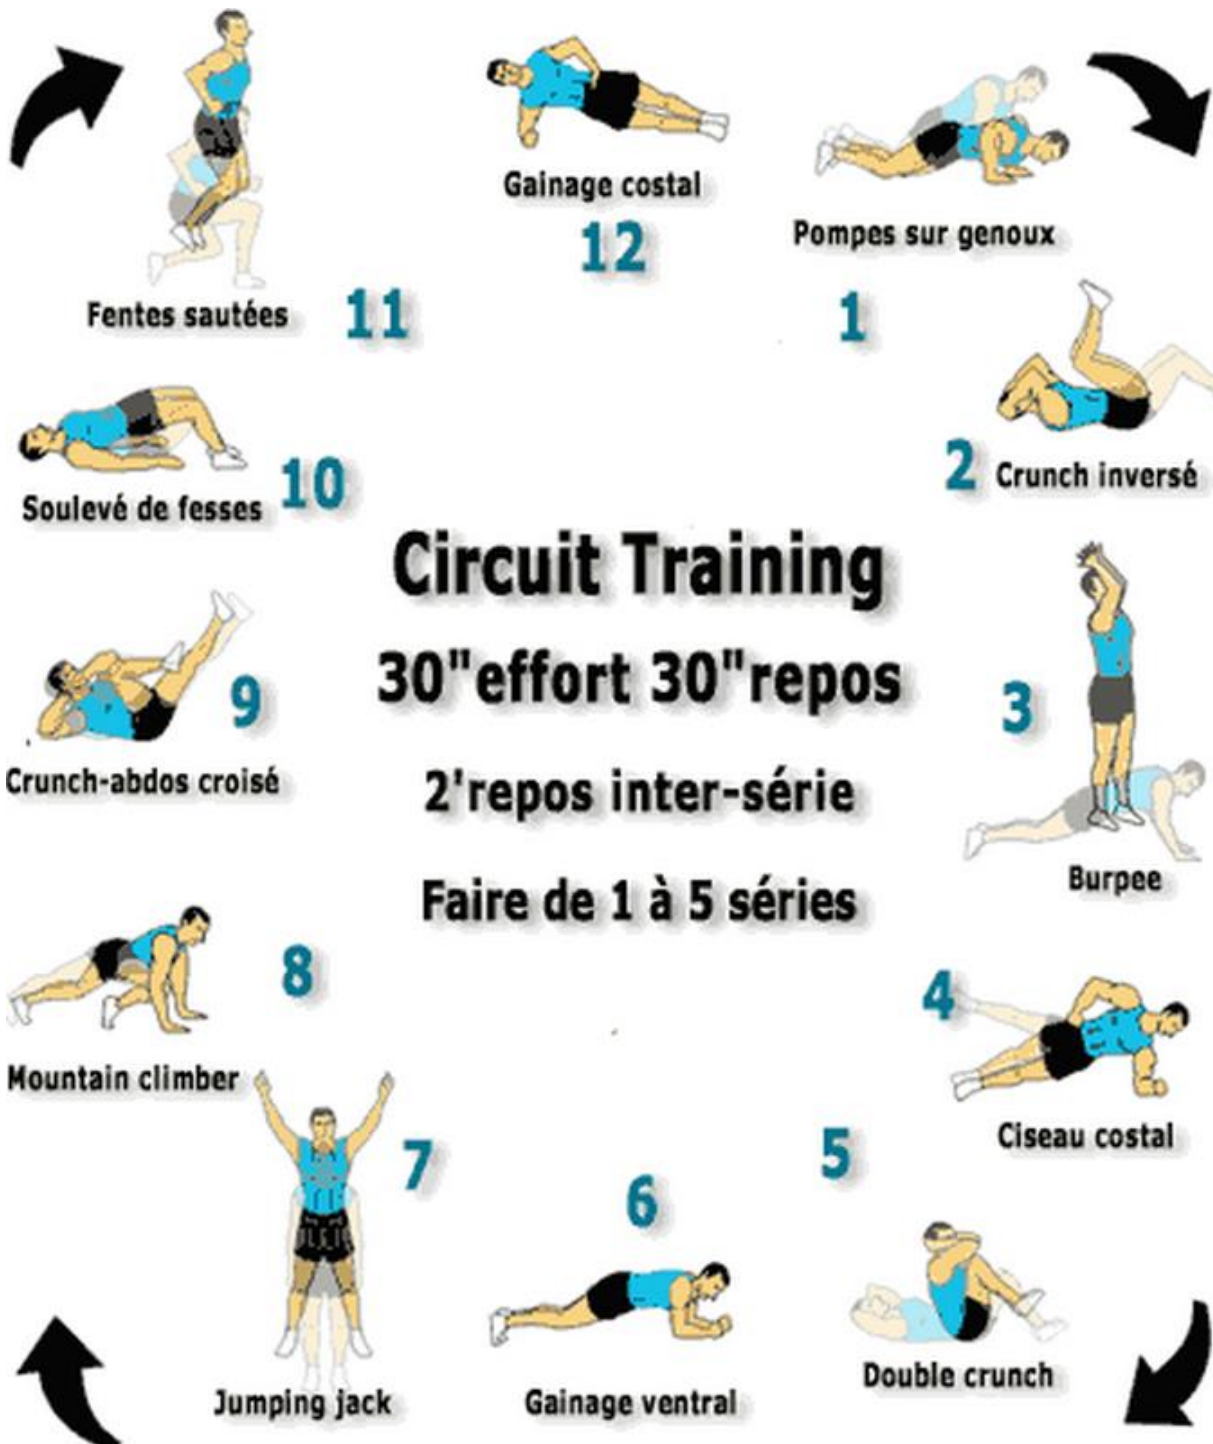 Gainage costal
12
Pompes sur genoux
1
2 Crunch inversé
3
Burpee
4
Ciseau costal
5
Double crunch
6
Gainage ventral
7
Jumping jack
8
Mountain climber
9
Crunch-abdos croisé
10
Soulevé de fesses
11
Fentes sautées
Circuit Training
30"effort 30"repos
2'repos inter-série
Faire de 1 à 5 séries